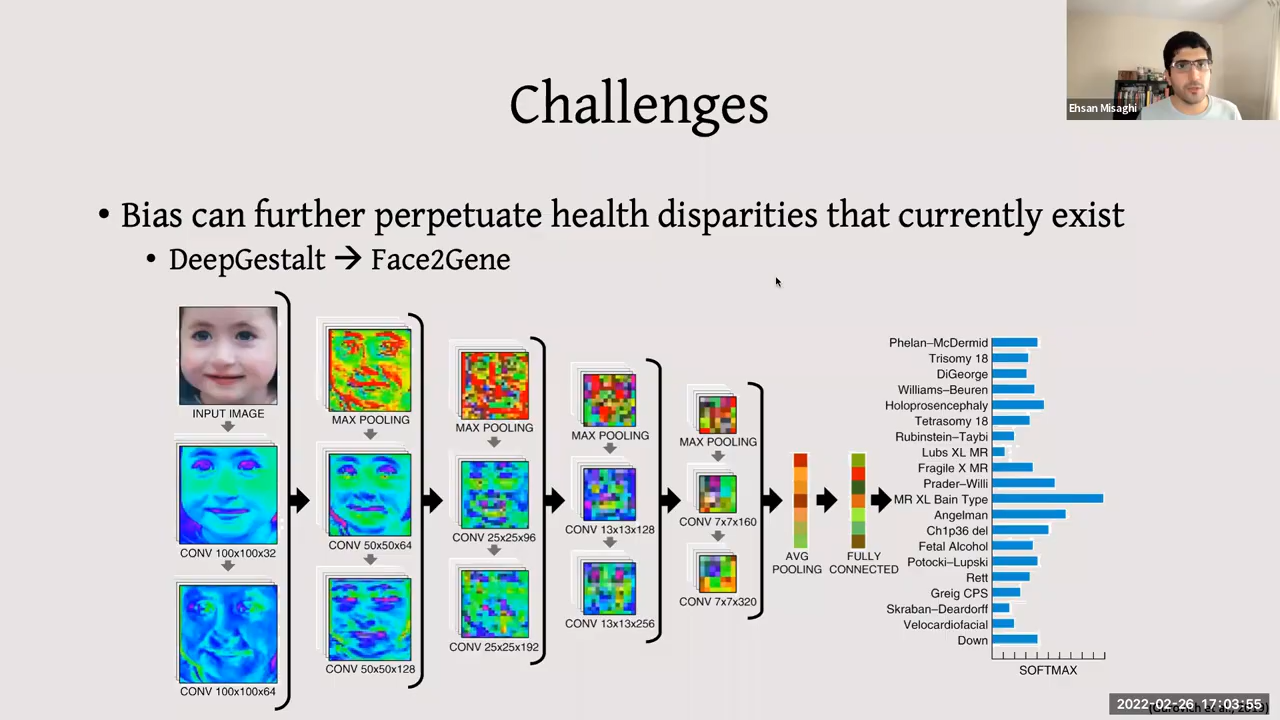 Challenges
Ehsan Misaghi
• Bias can further perpetuate health disparities that currently exist
• DeepGestalt → Face2Gene
INPUT IMAGE
CONV 100x100x32
CONV 100x100x64
MAX POOLING
CONV 50x50x64
CONV 50x50x128
MAX POOLING
CONV 25x25x96
CONV 25x25x192
MAX POOLING
CONV 13x13x128
CONV 13x13x256
MAX POOLING
CONV 7x7x160
CONV 7x7x320
AVG
POOLING
FULLY
CONNECTED
Phelan–McDermid
Trisomy 18
DiGeorge
Williams–Beuren
Holoprosencephaly
Tetrasomy 18
Rubinstein–Taybi
Lubs XL MR
Fragile X MR
Prader–Willi
MR XL Bain Type
Angelman
Ch1p36 del
Fetal Alcohol
Potocki–Lupski
Rett
Greig CPS
Skraban–Deardorff
Velocardiofacial
Down
SOFTMAX
2022-02-26 17:03:55